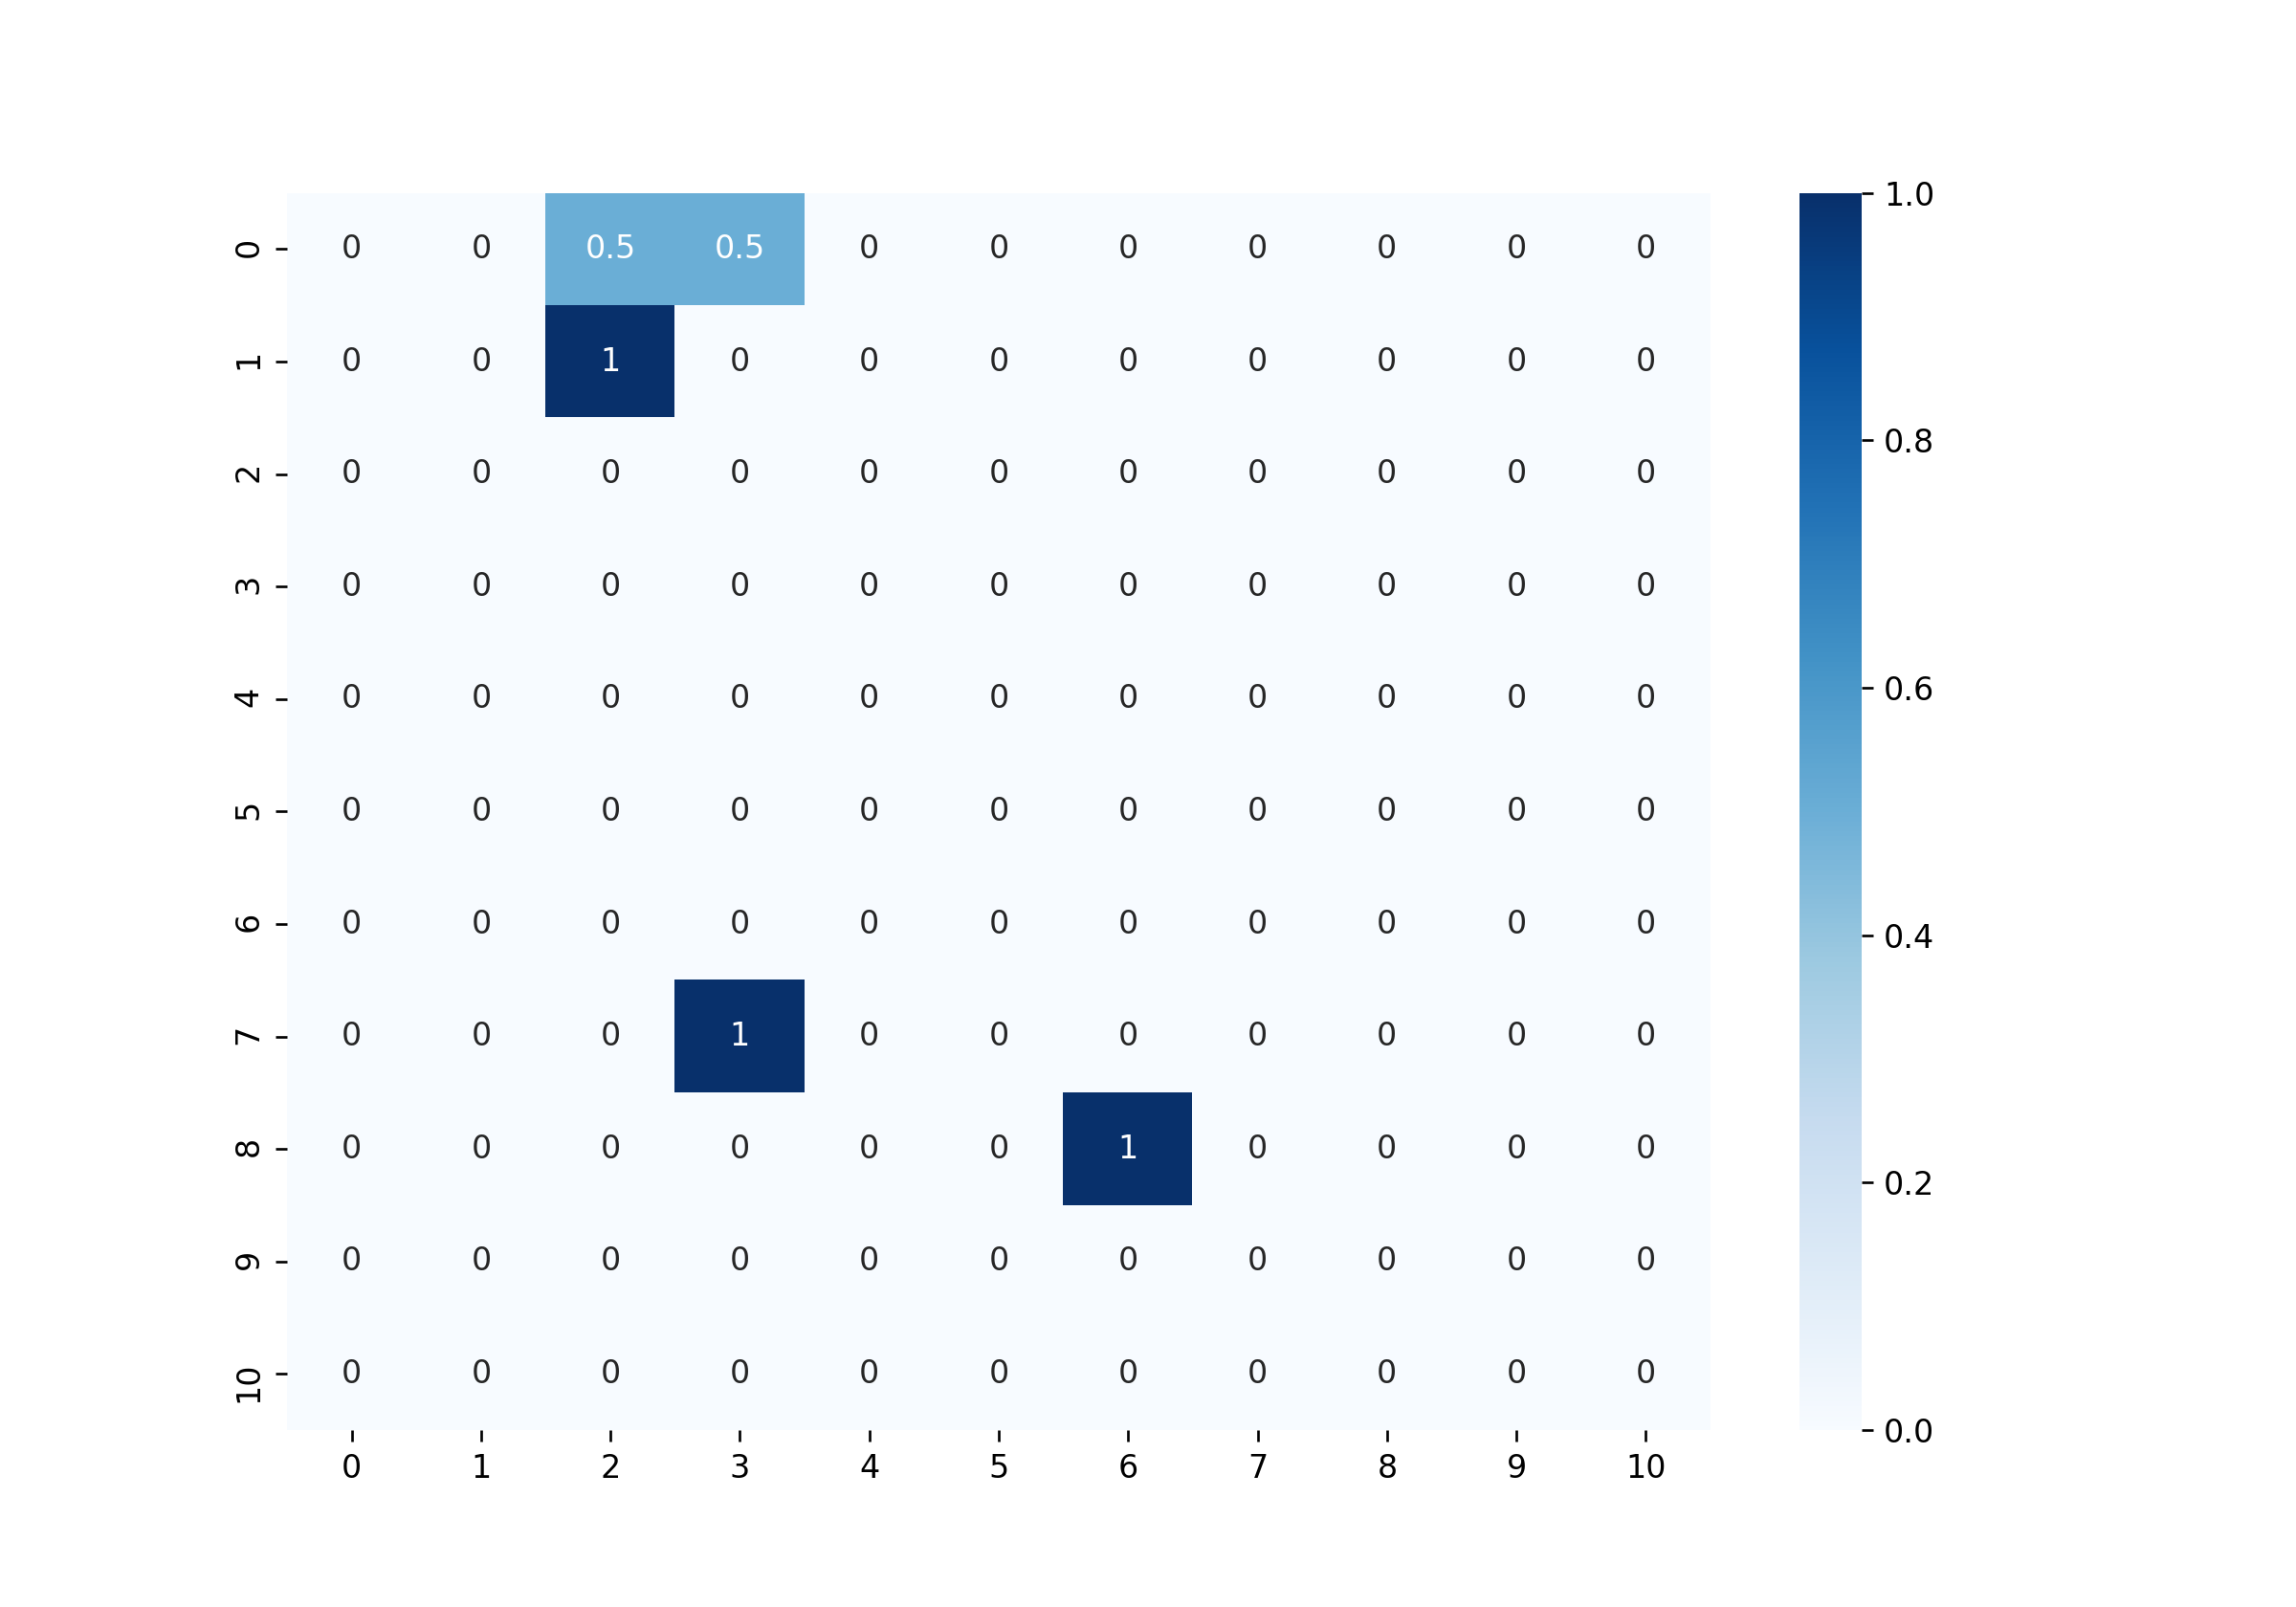 1.0
0 0 0 0.5 0.5 0 0 0 0 0 0 0
0.8
1 0 0 1 0 0 0 0 0 0 0 0
2 0 0 0 0 0 0 0 0 0 0 0
3 0 0 0 0 0 0 0 0 0 0 0
0.6
4 0 0 0 0 0 0 0 0 0 0 0
5 0 0 0 0 0 0 0 0 0 0 0
6 0 0 0 0 0 0 0 0 0 0 0
0.4
7 0 0 0 1 0 0 0 0 0 0 0
8 0 0 0 0 0 0 1 0 0 0 0
0.2
9 0 0 0 0 0 0 0 0 0 0 0
10 0 0 0 0 0 0 0 0 0 0 0
0.0
0 1 2 3 4 5 6 7 8 9 10